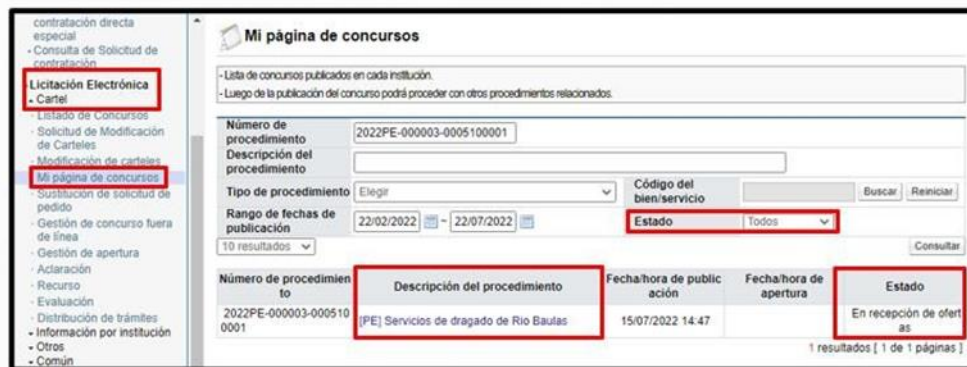 contratación directa
especial
Consulta de Solicitud de
contratación
Licitación Electrónica
Cartel
Listado de Concursos
Solicitud de Modificación
de Carteles
Modificación de carteles
Mi página de concursos
Sustitución de solicitud de
pedido
Gestión de concurso fuera
de línea
Gestión de apertura
Aclaración
Recurso
Evaluación
Distribución de trámites
Información por institución
Otros
Común
Mi página de concursos
- Lista de concursos publicados en cada institución.
- Luego de la publicación del concurso podrá proceder con otros procedimientos relacionados.
Número de
procedimiento
2022PE-000003-0005100001
Descripción del
procedimiento
Tipo de procedimiento Elegir
Código del
bien/servicio
Buscar Reiniciar
Rango de fechas de
publicación
22/02/2022 ~ 22/07/2022
Estado Todos
10 resultados
Consultar
Número de procedimien
to
Descripción del procedimiento
Fecha/hora de public
ación
Fecha/hora de
apertura
Estado
2022PE-000003-000510
0001
[PE] Servicios de dragado de Rio Baulas
15/07/2022 14:47
En recepción de ofert
as
1 resultados [ 1 de 1 páginas ]